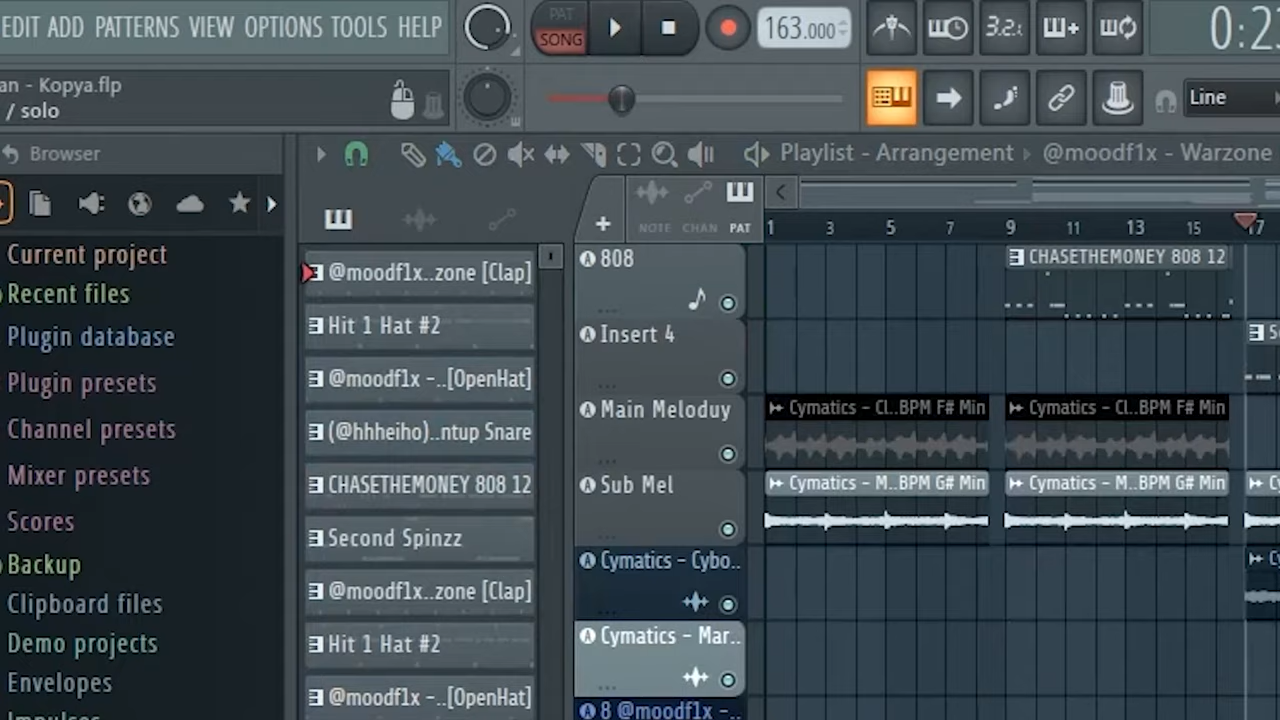 EDIT ADD PATTERNS VIEW OPTIONS TOOLS HELP
PAT
SONG
163.000
3.2.
0:2
an - Kopya.flp
/ solo
Line
Browser
Playlist - Arrangement
@moodf1x - Warzone
NOTE CHAN PAT
1 3 5 7 9 11 13 15 17
Current project
Recent files
Plugin database
Plugin presets
Channel presets
Mixer presets
Scores
Backup
Clipboard files
Demo projects
Envelopes
Impulses
@moodf1x..zone [Clap]
Hit 1 Hat #2
@moodf1x -..[OpenHat]
(@hhheiho)..ntup Snare
CHASETHEMONEY 808 12
Second Spinzz
@moodf1x..zone [Clap]
Hit 1 Hat #2
@moodf1x -..[OpenHat]
808
CHASETHEMONEY 808 12
Insert 4
Main Meloduy
Cymatics - Cl..BPM F# Min
Cymatics - Cl..BPM F# Min
Sub Mel
Cymatics - M..BPM G# Min
Cymatics - M..BPM G# Min
Cymatics - Cybo..
Cymatics - Mar..
8 @moodf1x -..